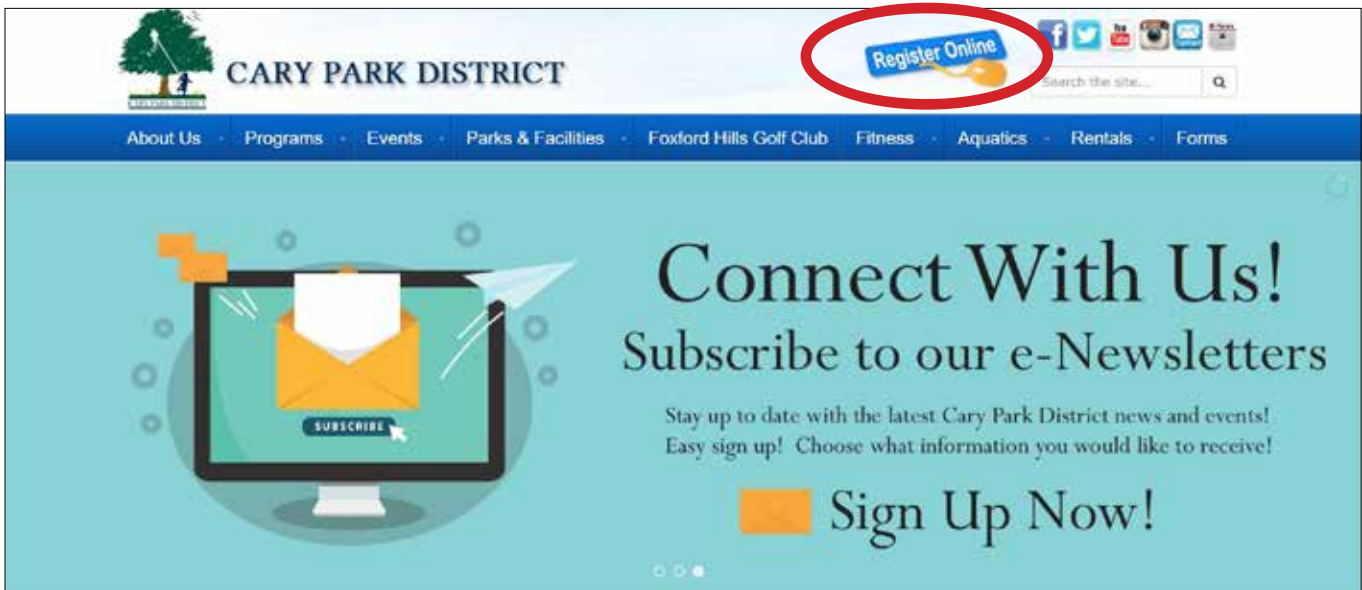 CARY PARK DISTRICT
Register Online
You
Tube
Search the site...
About Us
Programs
Events
Parks & Facilities
Foxford Hills Golf Club
Fitness
Aquatics
Rentals
Forms
Connect With Us!
Subscribe to our e-Newsletters
Stay up to date with the latest Cary Park District news and events!
Easy sign up! Choose what information you would like to receive!
SUBSCRIBE
Sign Up Now!